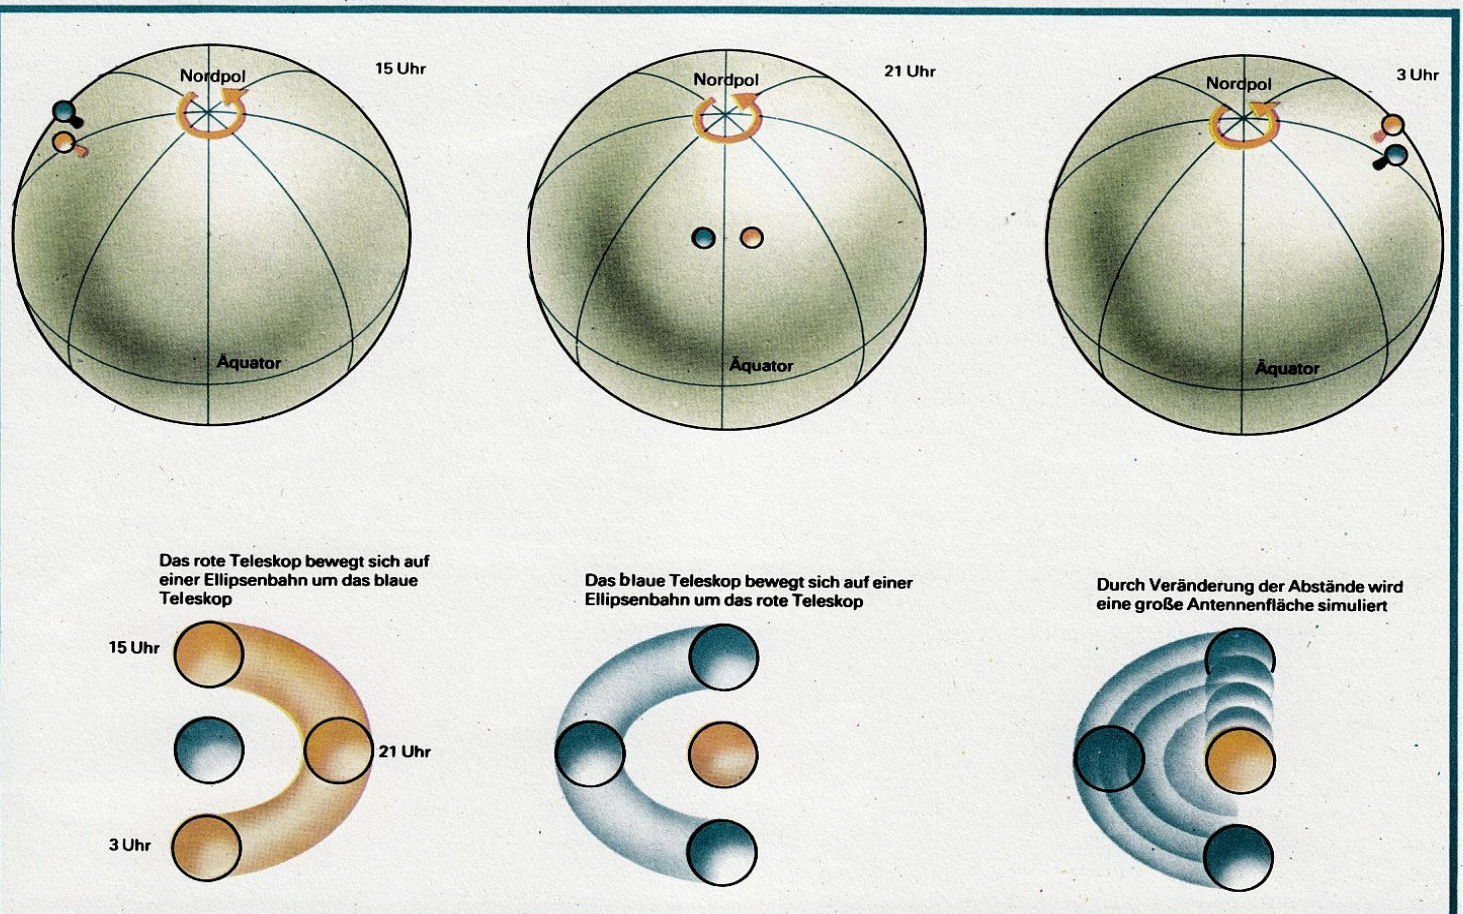 Nordpol
15 Uhr
Äquator
Nordpol
21 Uhr
Äquator
Nordpol
3 Uhr
Äquator
Das rote Teleskop bewegt sich auf
einer Ellipsenbahn um das blaue
Teleskop
15 Uhr
21 Uhr
3 Uhr
Das blaue Teleskop bewegt sich auf einer
Ellipsenbahn um das rote Teleskop
Durch Veränderung der Abstände wird
eine große Antennenfläche simuliert